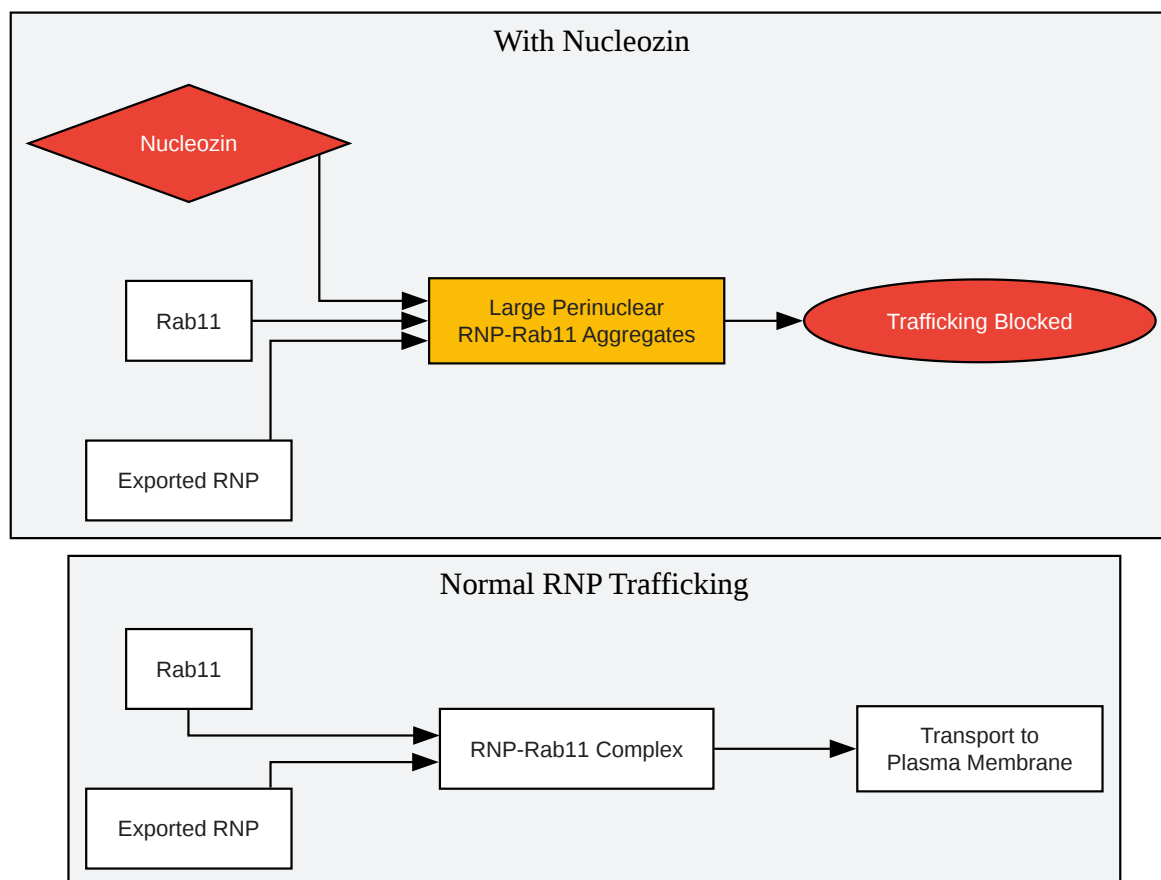 With Nucleozin
Nucleozin
Rab11
Large Perinuclear
RNP-Rab11 Aggregates
Trafficking Blocked
Exported RNP
Normal RNP Trafficking
Rab11
RNP-Rab11 Complex
Transport to
Plasma Membrane
Exported RNP